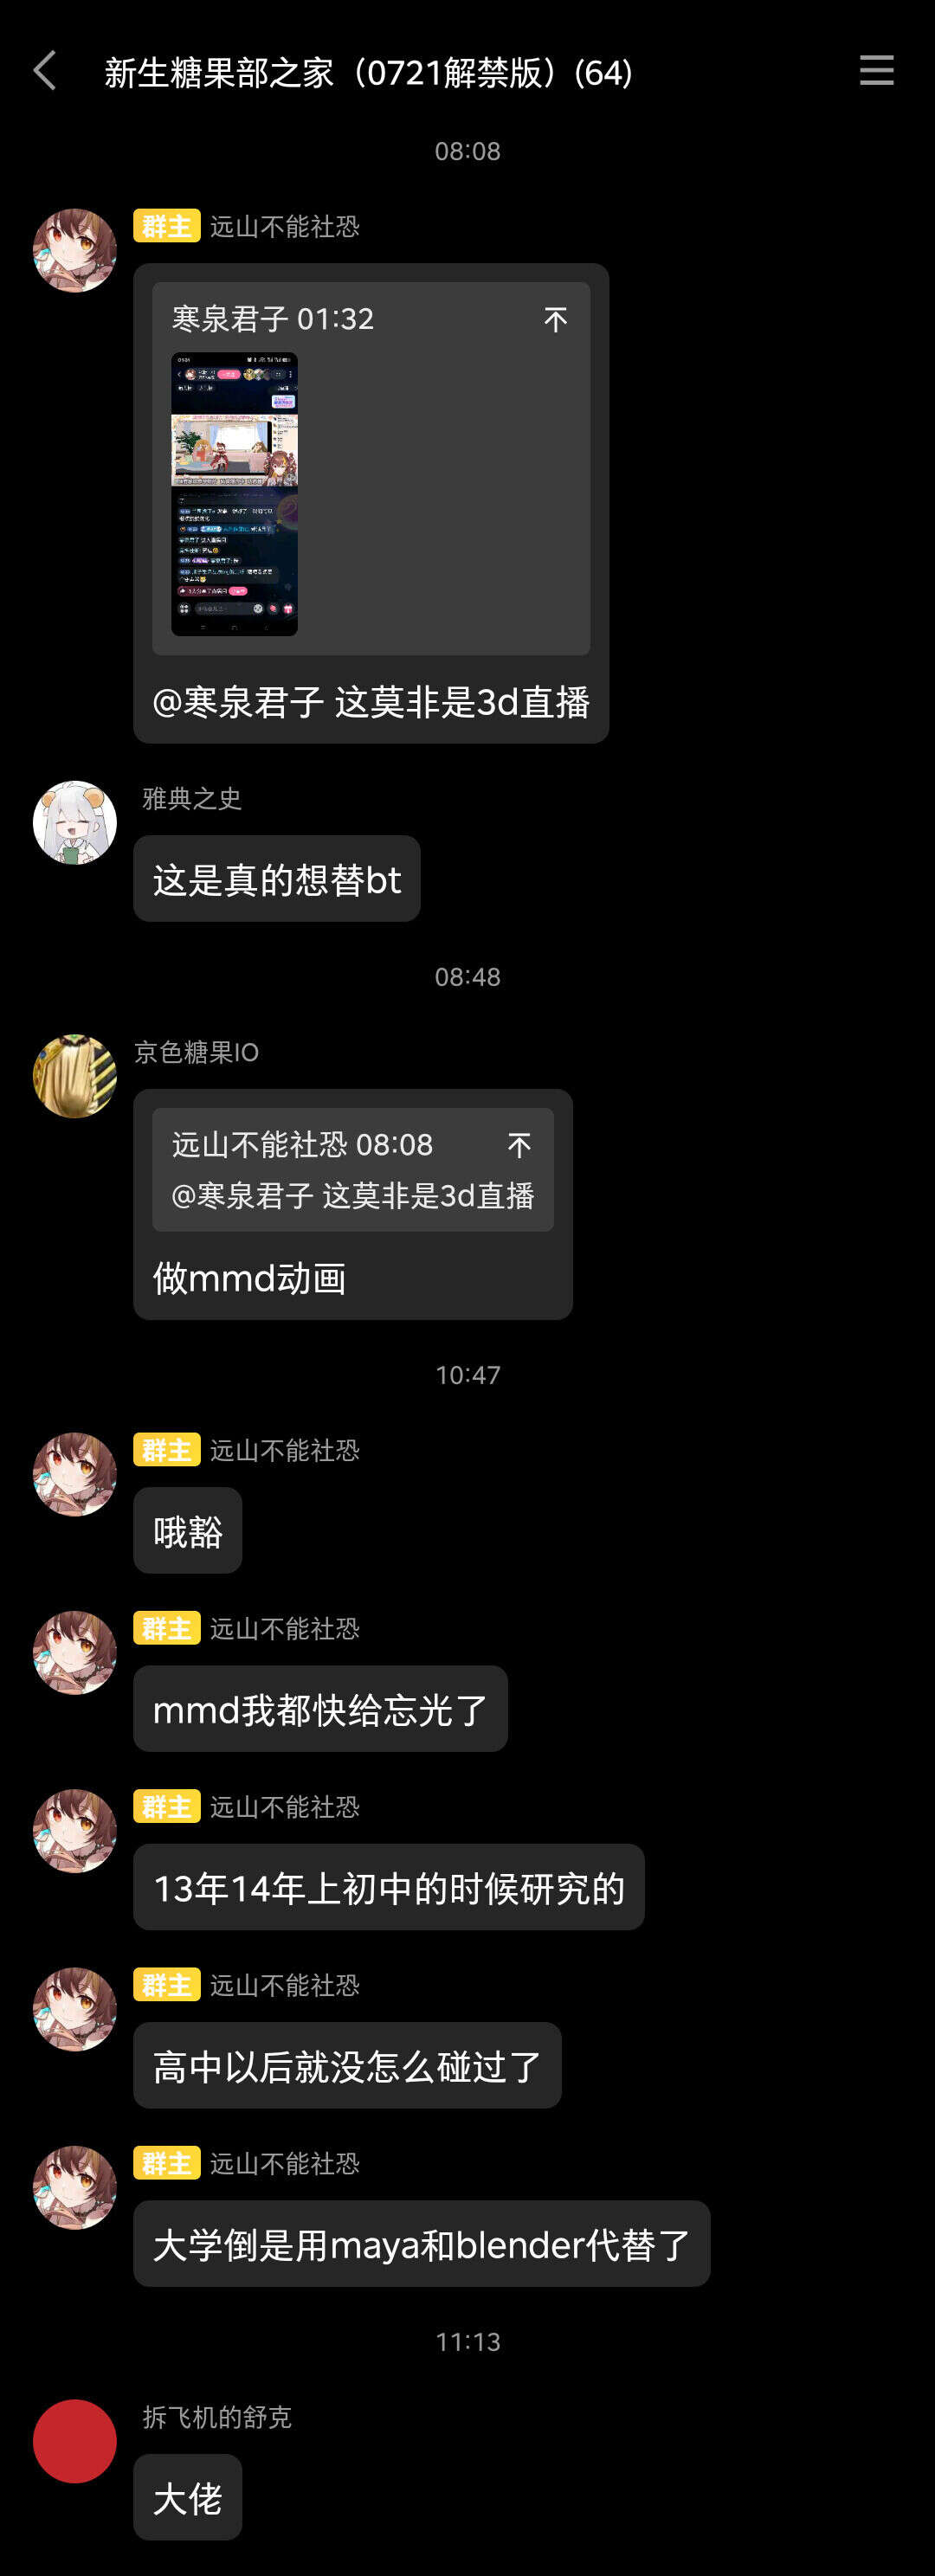 新生糖果部之家（0721解禁版）(64)
08:08
群主 远山不能社恐
寒泉君子 01:32
@寒泉君子 这莫非是3d直播
雅典之史
这是真的想替bt
08:48
京色糖果IO
远山不能社恐 08:08
@寒泉君子 这莫非是3d直播
做mmd动画
10:47
群主 远山不能社恐
哦豁
群主 远山不能社恐
mmd我都快给忘光了
群主 远山不能社恐
13年14年上初中的时候研究的
群主 远山不能社恐
高中以后就没怎么碰过了
群主 远山不能社恐
大学倒是用maya和blender代替了
11:13
拆飞机的舒克
大佬